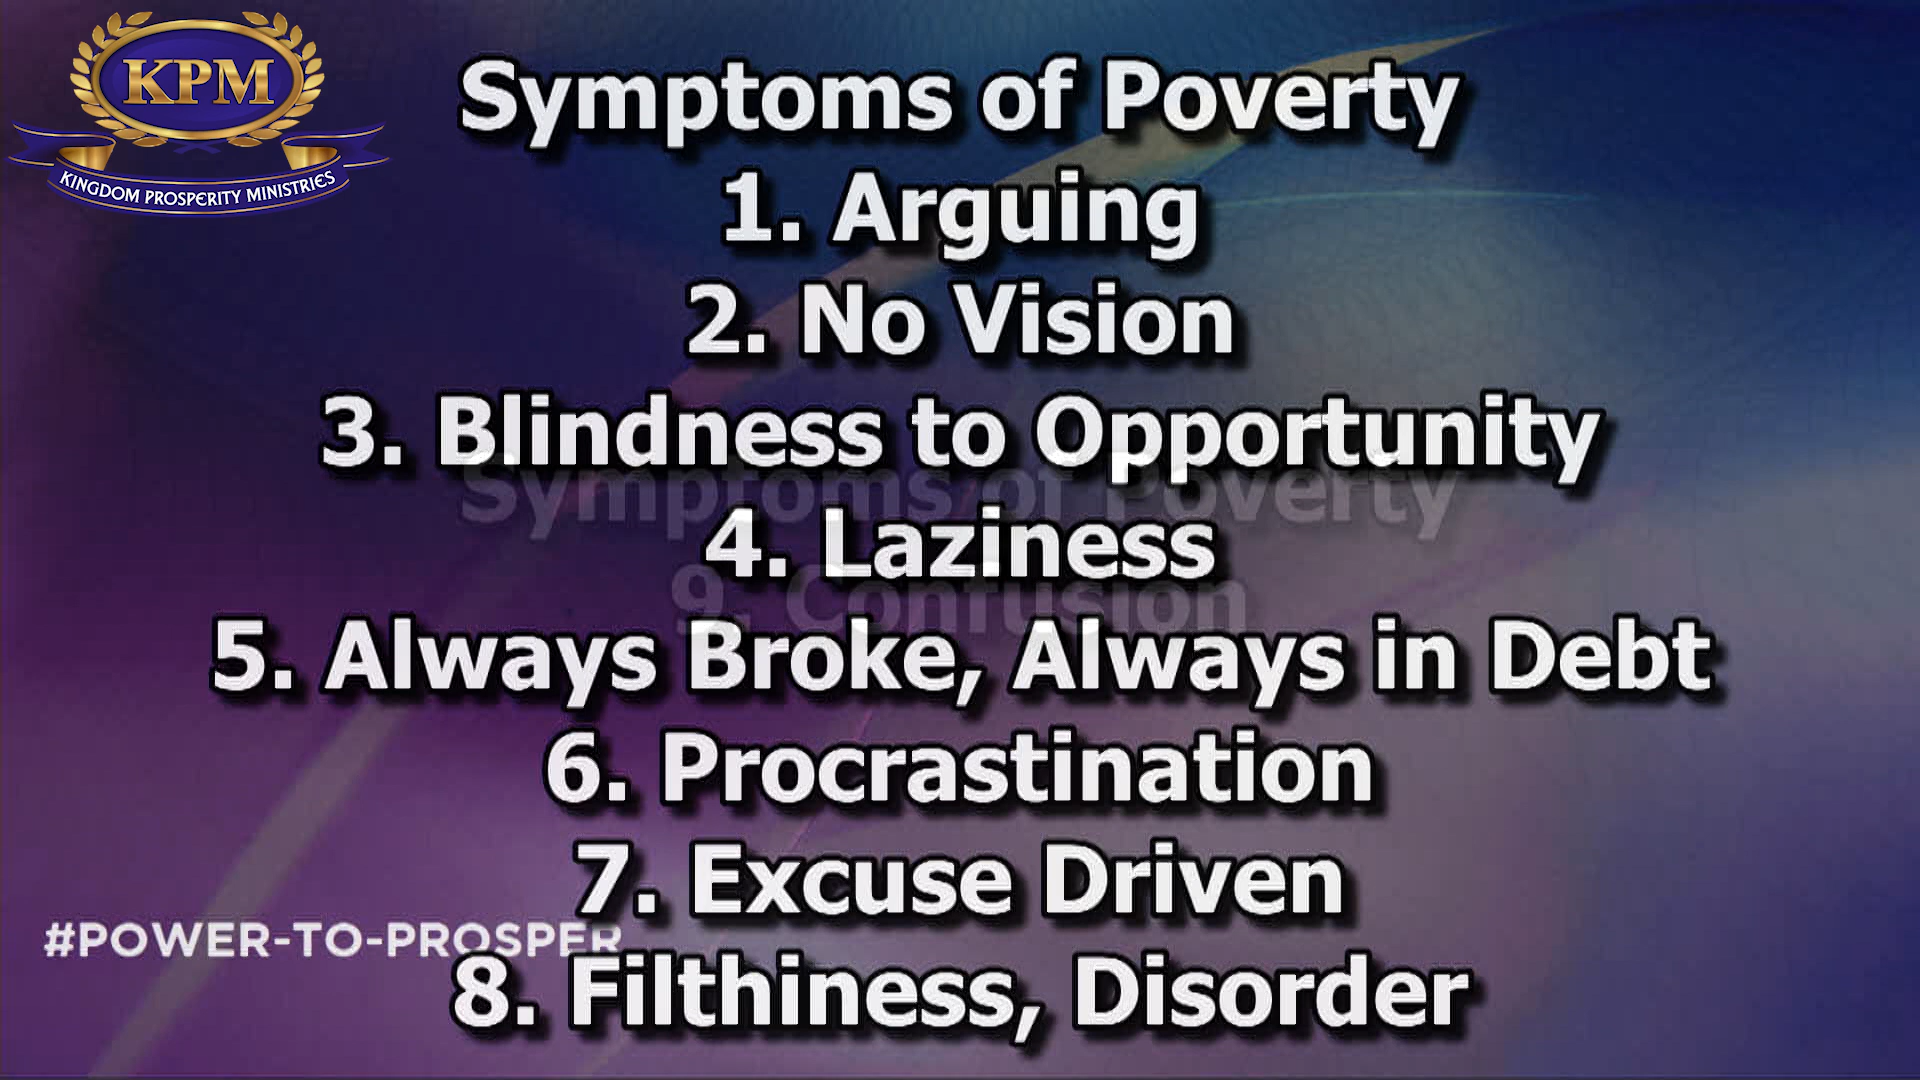 KPM
KINGDOM PROSPERITY MINISTRIES
Symptoms of Poverty
1. Arguing
2. No Vision
3. Blindness to Opportunity
Symptoms of Poverty
4. Laziness
9. Confusion
5. Always Broke, Always in Debt
6. Procrastination
7. Excuse Driven
#POWER-TO-PROSPER
8. Filthiness, Disorder